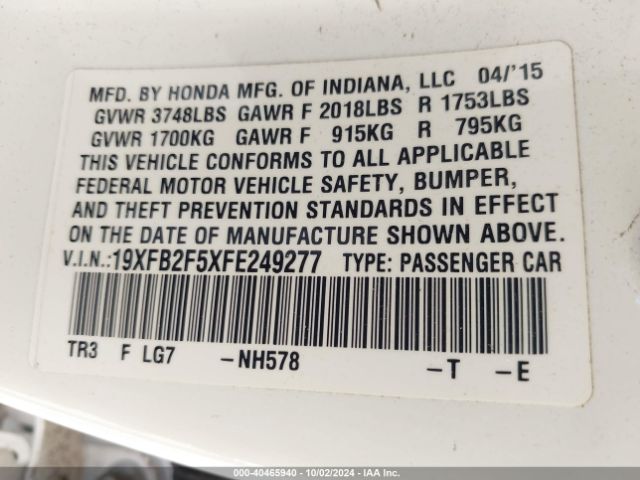 MFD. BY HONDA MFG. OF INDIANA, LLC 04/'15
GVWR 3748LBS GAWR F 2018LBS R 1753LBS
GVWR 1700KG GAWR F 915KG R 795KG
THIS VEHICLE CONFORMS TO ALL APPLICABLE
FEDERAL MOTOR VEHICLE SAFETY, BUMPER,
AND THEFT PREVENTION STANDARDS IN EFFECT
ON THE DATE OF MANUFACTURE SHOWN ABOVE.
V.I.N.:19XFB2F5XFE249277 TYPE: PASSENGER CAR
TR3 F LG7 -NH578 -T -E
000-40465940 - 10/02/2024 - IAA Inc.